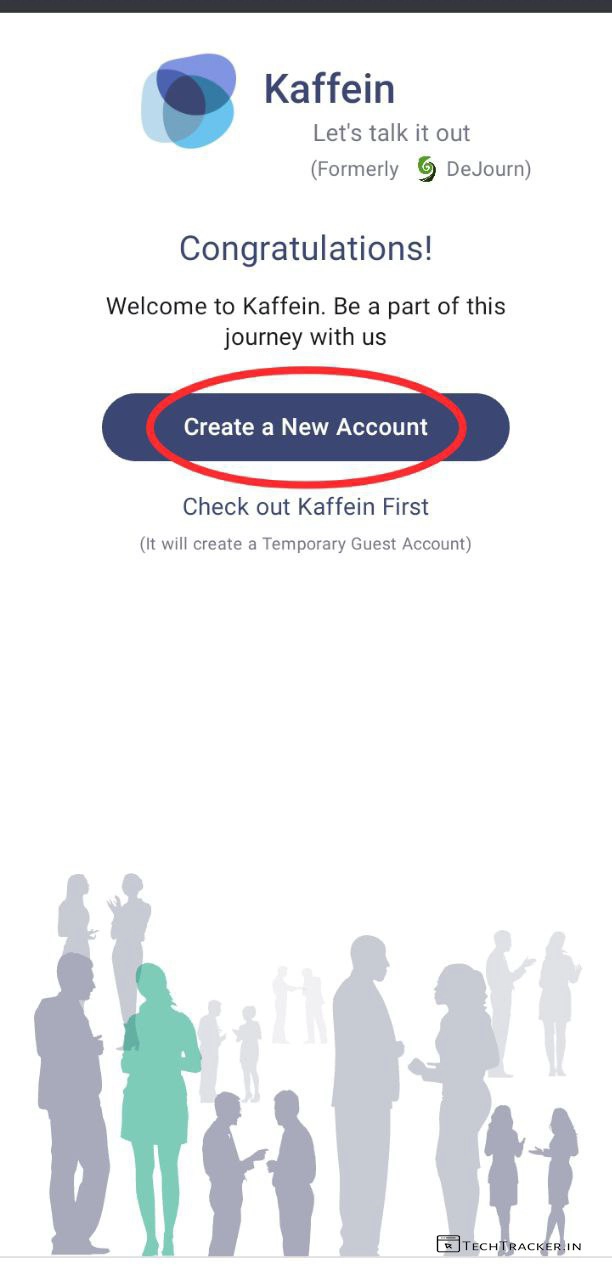 Kaffein
Let's talk it out
(Formerly DeJourn)
Congratulations!
Welcome to Kaffein. Be a part of this
journey with us
Create a New Account
Check out Kaffein First
(It will create a Temporary Guest Account)
TECHTRACKER.IN